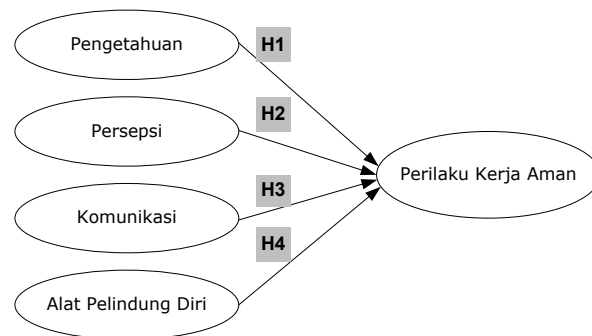 Pengetahuan
H1
Persepsi
H2
Perilaku Kerja Aman
Komunikasi
H3
H4
Alat Pelindung Diri